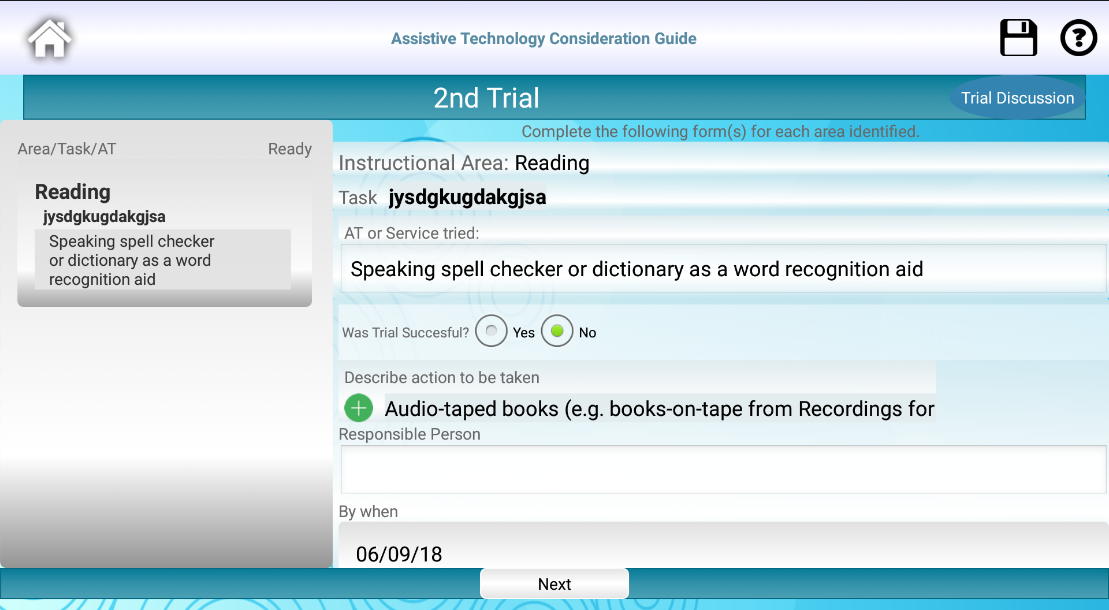 Assistive Technology Consideration Guide
2nd Trial
Trial Discussion
Complete the following form(s) for each area identified.
Area/Task/AT
Ready
Reading
jysdgkugdakgjsa
Speaking spell checker
or dictionary as a word
recognition aid
Instructional Area: Reading
Task jysdgkugdakgjsa
AT or Service tried:
Speaking spell checker or dictionary as a word recognition aid
Was Trial Succesful? Yes No
Describe action to be taken
Audio-taped books (e.g. books-on-tape from Recordings for
Responsible Person
By when
06/09/18
Next